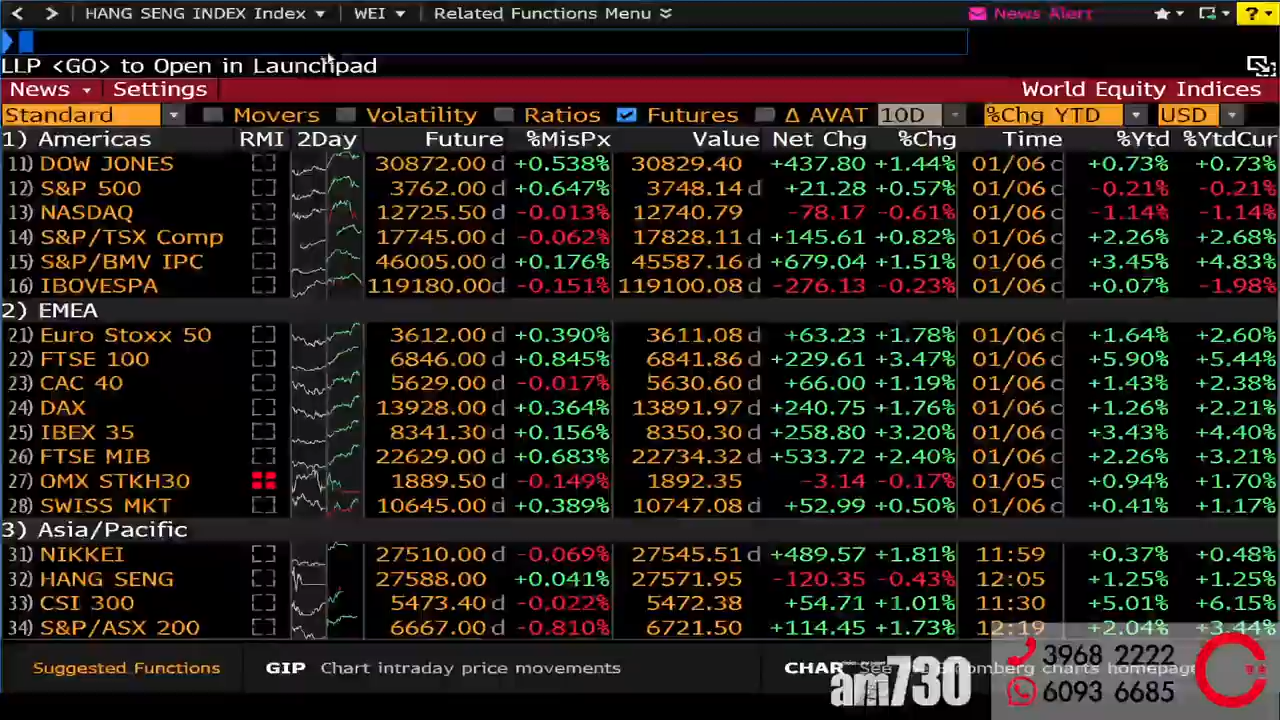 HANG SENG INDEX Index WEI Related Functions Menu News Alert ?
LLP <GO> to Open in Launchpad
News Settings World Equity Indices
Standard Movers Volatility Ratios Futures Δ AVAT 10D %Chg YTD USD
1) Americas RMI 2Day Future %MisPx Value Net Chg %Chg Time %Ytd %YtdCur
11) DOW JONES 30872.00 d +0.538% 30829.40 +437.80 +1.44% 01/06 c +0.73% +0.73%
12) S&P 500 3762.00 d +0.647% 3748.14 d +21.28 +0.57% 01/06 c -0.21% -0.21%
13) NASDAQ 12725.50 d -0.013% 12740.79 -78.17 -0.61% 01/06 c -1.14% -1.14%
14) S&P/TSX Comp 17745.00 d -0.062% 17828.11 d +145.61 +0.82% 01/06 c +2.26% +2.68%
15) S&P/BMV IPC 46005.00 d +0.176% 45587.16 d +679.04 +1.51% 01/06 c +3.45% +4.83%
16) IBOVESPA 119180.00 d -0.151% 119100.08 d -276.13 -0.23% 01/06 c +0.07% -1.98%
2) EMEA
21) Euro Stoxx 50 3612.00 d +0.390% 3611.08 d +63.23 +1.78% 01/06 c +1.64% +2.60%
22) FTSE 100 6846.00 d +0.845% 6841.86 d +229.61 +3.47% 01/06 c +5.90% +5.44%
23) CAC 40 5629.00 d -0.017% 5630.60 d +66.00 +1.19% 01/06 c +1.43% +2.38%
24) DAX 13928.00 d +0.364% 13891.97 d +240.75 +1.76% 01/06 c +1.26% +2.21%
25) IBEX 35 8341.30 d +0.156% 8350.30 d +258.80 +3.20% 01/06 c +3.43% +4.40%
26) FTSE MIB 22629.00 d +0.683% 22734.32 d +533.72 +2.40% 01/06 c +2.26% +3.21%
27) OMX STKH30 1889.50 d -0.149% 1892.35 -3.14 -0.17% 01/05 c +0.94% +1.70%
28) SWISS MKT 10645.00 d +0.389% 10747.08 d +52.99 +0.50% 01/06 c +0.41% +1.17%
3) Asia/Pacific
31) NIKKEI 27510.00 d -0.069% 27545.51 d +489.57 +1.81% 11:59 +0.37% +0.48%
32) HANG SENG 27588.00 +0.041% 27571.95 -120.35 -0.43% 12:05 +1.25% +1.25%
33) CSI 300 5473.40 d -0.022% 5472.38 +54.71 +1.01% 11:30 +5.01% +6.15%
34) S&P/ASX 200 6667.00 d -0.810% 6721.50 +114.45 +1.73% 12:19 +2.04% +3.44%
Suggested Functions GIP Chart intraday price movements CHAR See omberg charts homepage
am730
3968 2222
6093 6685